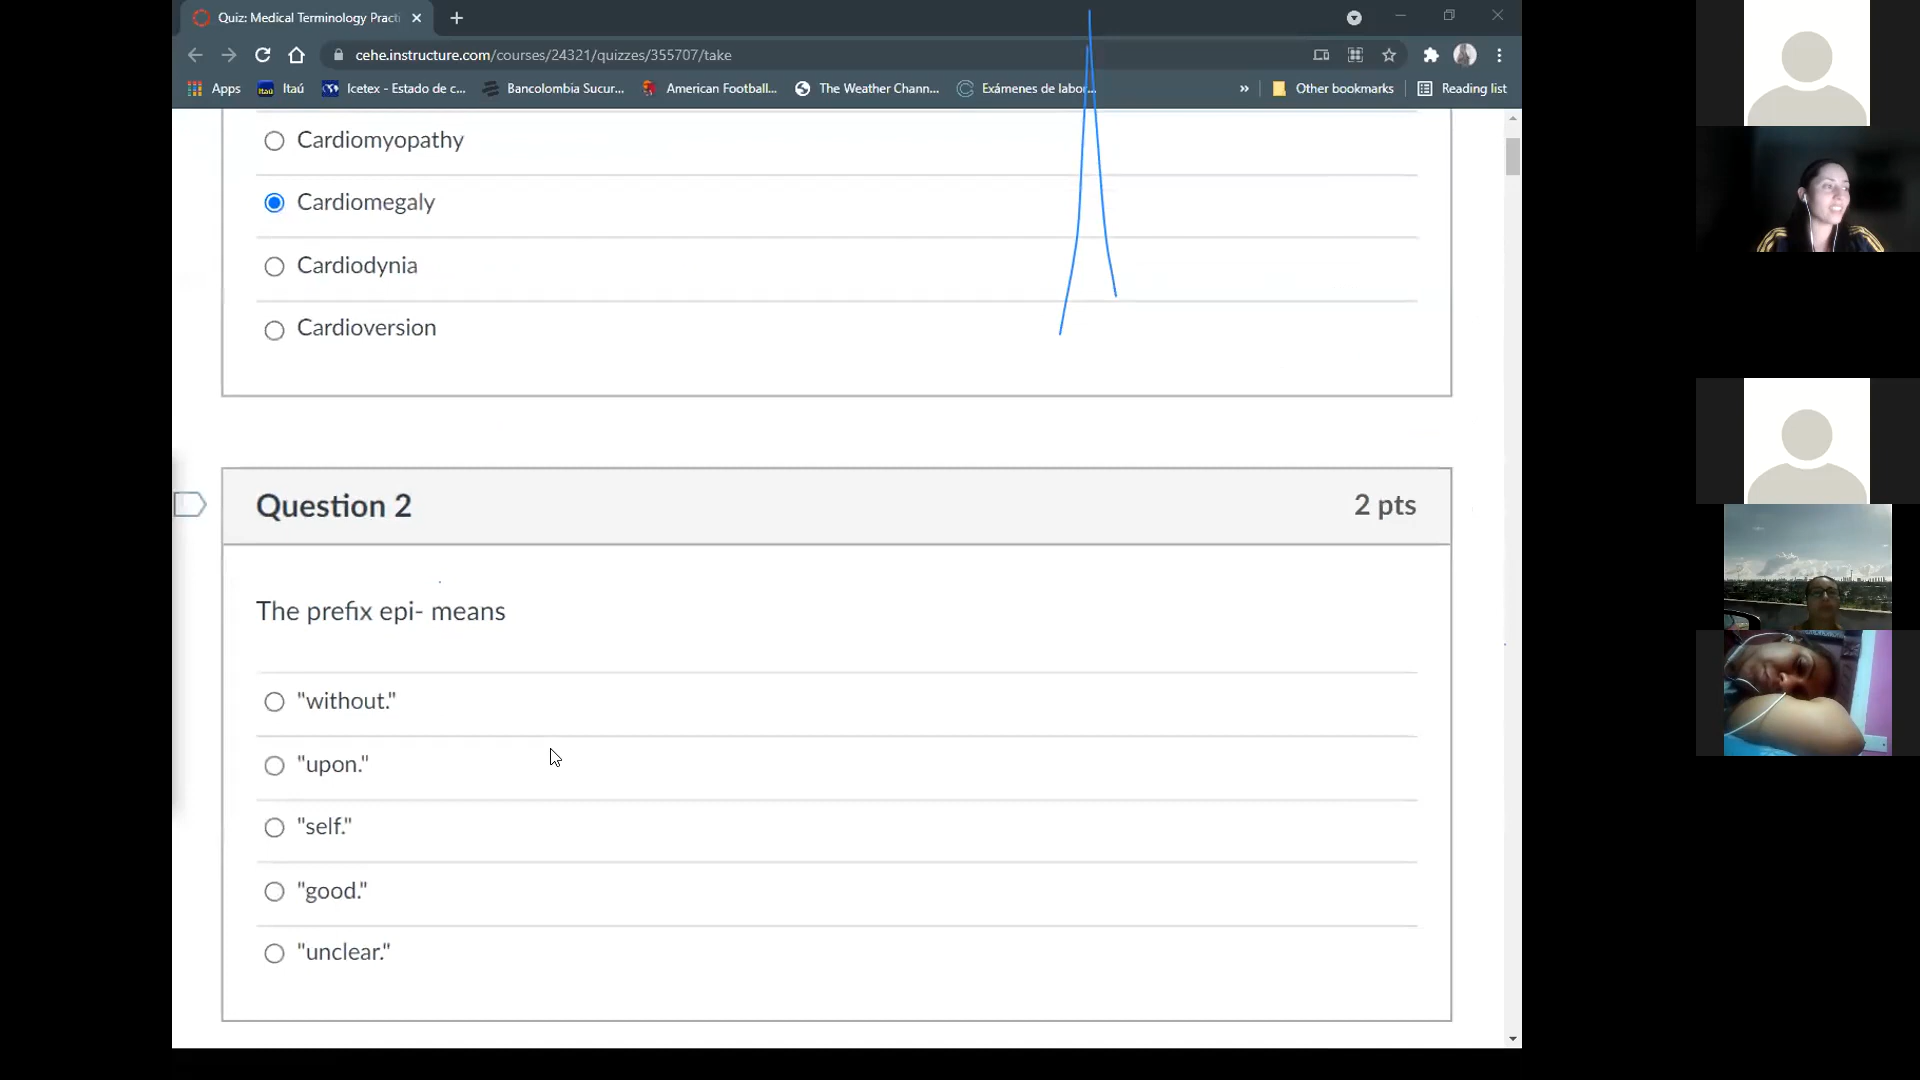 Quiz: Medical Terminology Pract
cehe.instructure.com/courses/24321/quizzes/355707/take
Apps Itaú Icetex - Estado de c... Bancolombia Sucur... American Football... The Weather Chann... Exámenes de labor... » Other bookmarks Reading list
Cardiomyopathy
Cardiomegaly
Cardiodynia
Cardioversion
Question 2 2 pts
The prefix epi- means
"without."
"upon."
"self."
"good."
"unclear."